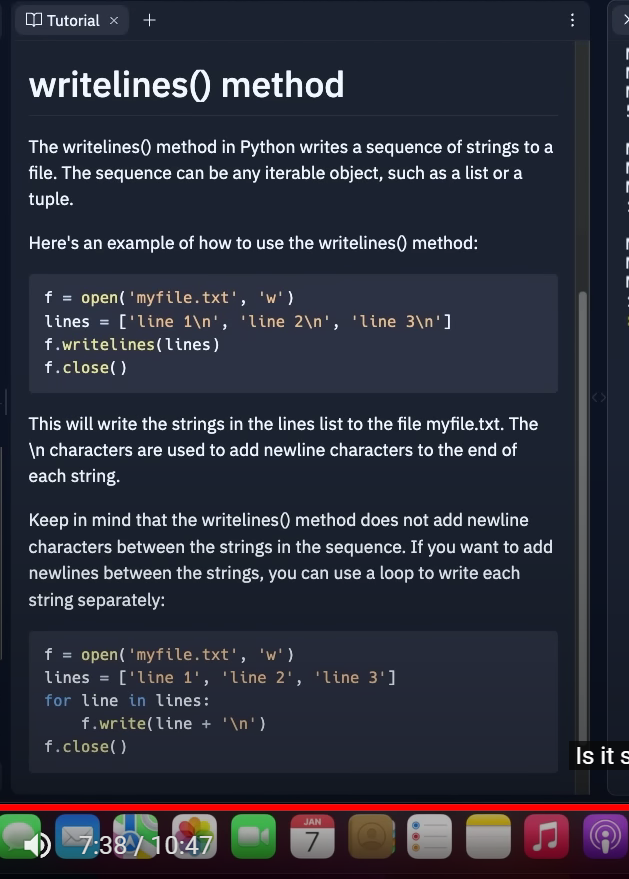 Tutorial × +
writelines() method
The writelines() method in Python writes a sequence of strings to a
file. The sequence can be any iterable object, such as a list or a
tuple.
Here's an example of how to use the writelines() method:
f = open('myfile.txt', 'w')
lines = ['line 1\n', 'line 2\n', 'line 3\n']
f.writelines(lines)
f.close()
This will write the strings in the lines list to the file myfile.txt. The
\n characters are used to add newline characters to the end of
each string.
Keep in mind that the writelines() method does not add newline
characters between the strings in the sequence. If you want to add
newlines between the strings, you can use a loop to write each
string separately:
f = open('myfile.txt', 'w')
lines = ['line 1', 'line 2', 'line 3']
for line in lines:
    f.write(line + '\n')
f.close()
Is it s
JAN
7
7:38 / 10:47